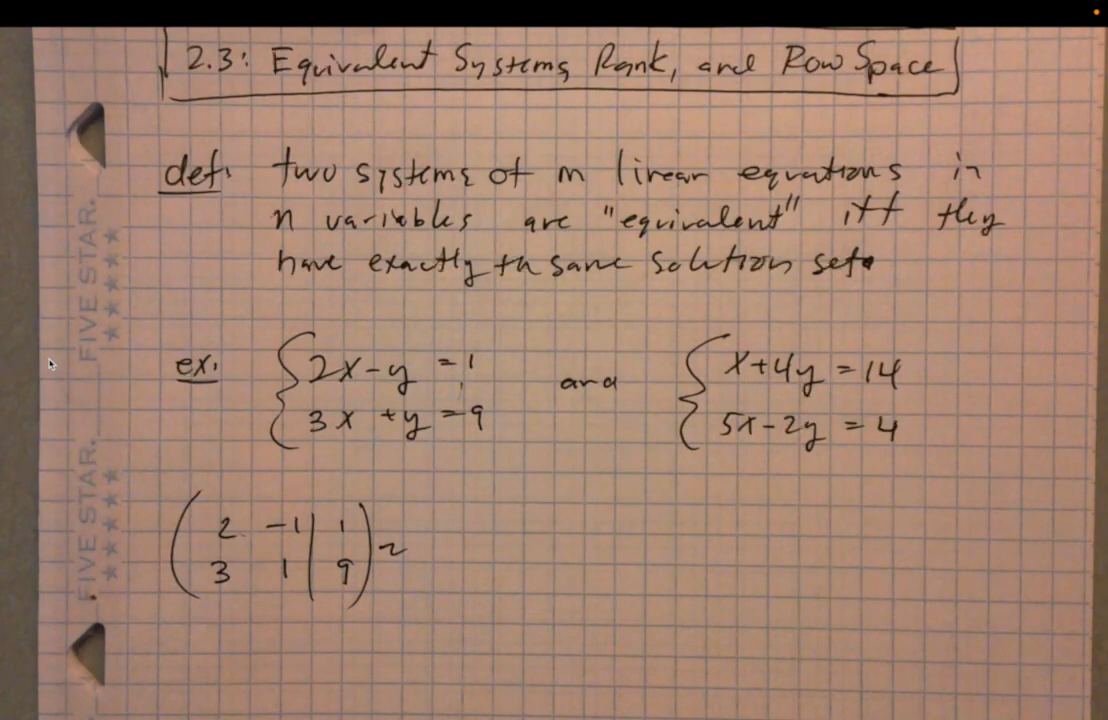 2.3: Equivalent Systems, Rank, and Row Space
def: two systems of m linear equations in
n variables are "equivalent" iff they
have exactly th same solution set.
ex. { 2x - y = 1 and { x + 4y = 14
3x + y = 9 5x - 2y = 4
( 2 -1 | 1 ) ~
3 1 | 9
FIVE STAR.
★★★★★
FIVE STAR.
★★★★★